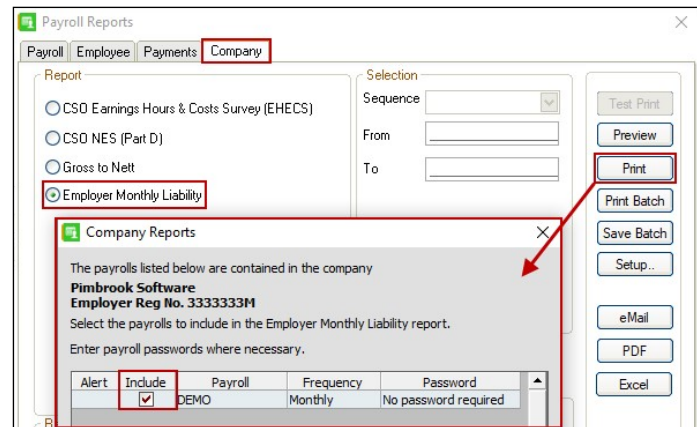 Payroll Reports
Payroll Employee Payments Company
Report
CSO Earnings Hours & Costs Survey (EHECS)
CSO NES (Part D)
Gross to Nett
Employer Monthly Liability
Selection
Sequence
From
To
Test Print
Preview
Print
Print Batch
Save Batch
Setup..
eMail
PDF
Excel
Company Reports
The payrolls listed below are contained in the company
Pimbrook Software
Employer Reg No. 3333333M
Select the payrolls to include in the Employer Monthly Liability report.
Enter payroll passwords where necessary.
Alert Include Payroll Frequency Password
DEMO Monthly No password required